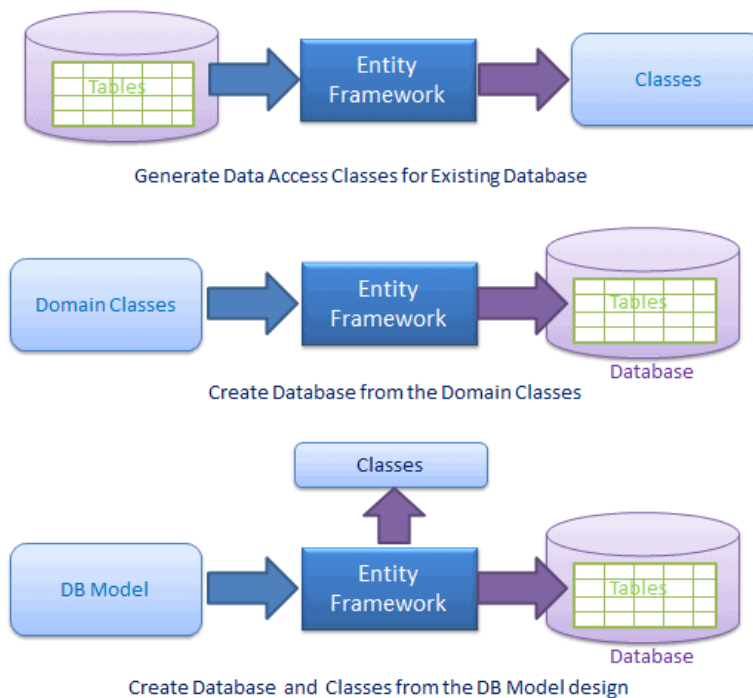 Tables
Entity
Framework
Classes
Generate Data Access Classes for Existing Database
Domain Classes
Entity
Framework
Tables
Database
Create Database from the Domain Classes
Classes
DB Model
Entity
Framework
Tables
Database
Create Database and Classes from the DB Model design